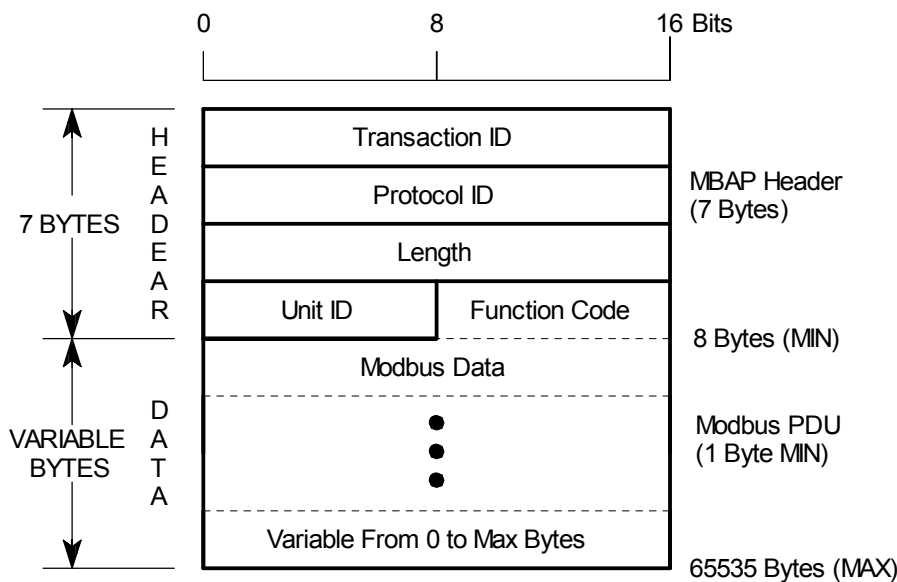 0 8 16 Bits
HEADEAR
Transaction ID
Protocol ID
MBAP Header
(7 Bytes)
7 BYTES
Length
Unit ID Function Code
8 Bytes (MIN)
Modbus Data
DATA
VARIABLE
BYTES
Modbus PDU
(1 Byte MIN)
Variable From 0 to Max Bytes
65535 Bytes (MAX)